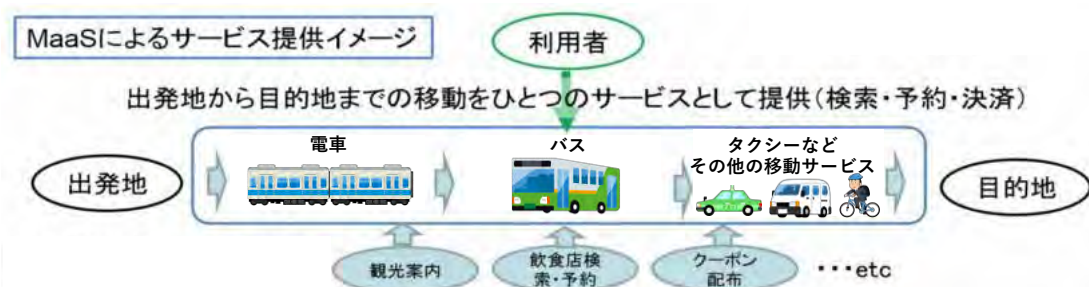 MaaSによるサービス提供イメージ
利用者
出発地から目的地までの移動をひとつのサービスとして提供(検索・予約・決済)
電車
バス
タクシーなど
その他の移動サービス
出発地
目的地
観光案内
飲食店検
索・予約
クーポン
配布
・・・etc